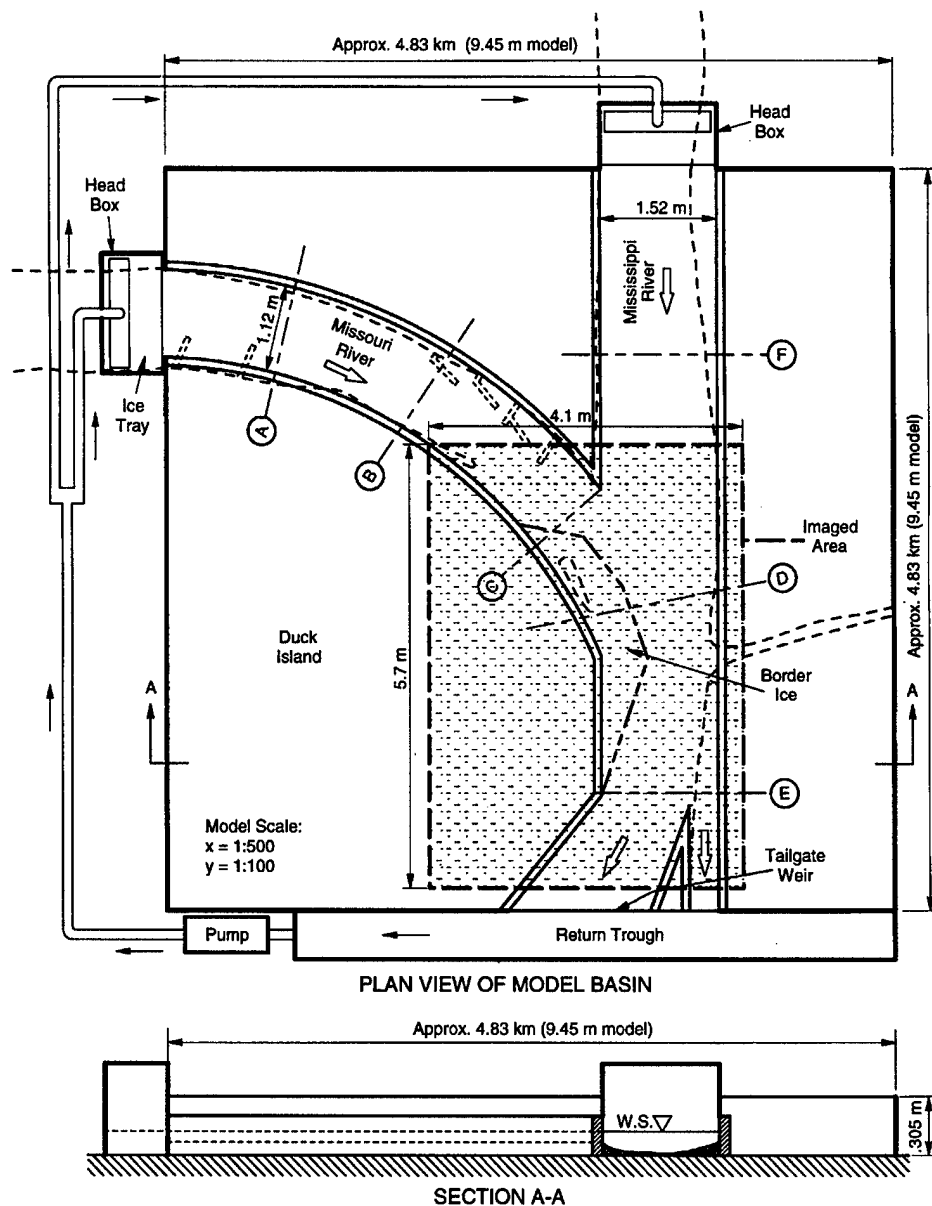 Approx. 4.83 km (9.45 m model)
Head
Box
Head
Box
1.52 m
Mississippi
River
1.12 m
Missouri
River
F
Ice
Tray
A
4.1 m
B
Imaged
Area
Approx. 4.83 km (9.45 m model)
C
D
Duck
Island
5.7 m
Border
Ice
A
A
E
Model Scale:
x = 1:500
y = 1:100
Tailgate
Weir
Pump
Return Trough
PLAN VIEW OF MODEL BASIN
Approx. 4.83 km (9.45 m model)
W.S.
.305 m
SECTION A-A